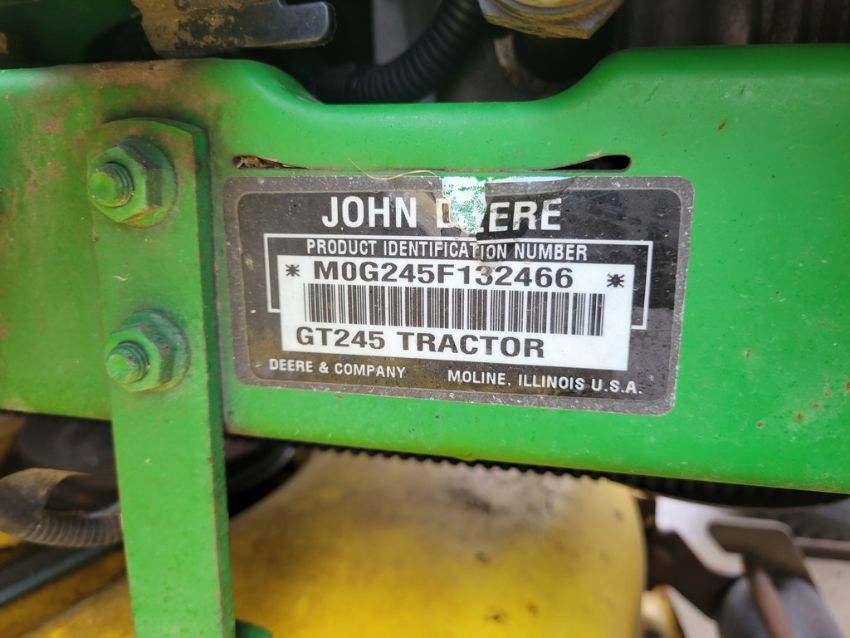 JOHN DEERE
PRODUCT IDENTIFICATION NUMBER
* M0G245F132466 *
GT245 TRACTOR
DEERE & COMPANY MOLINE, ILLINOIS U.S.A.